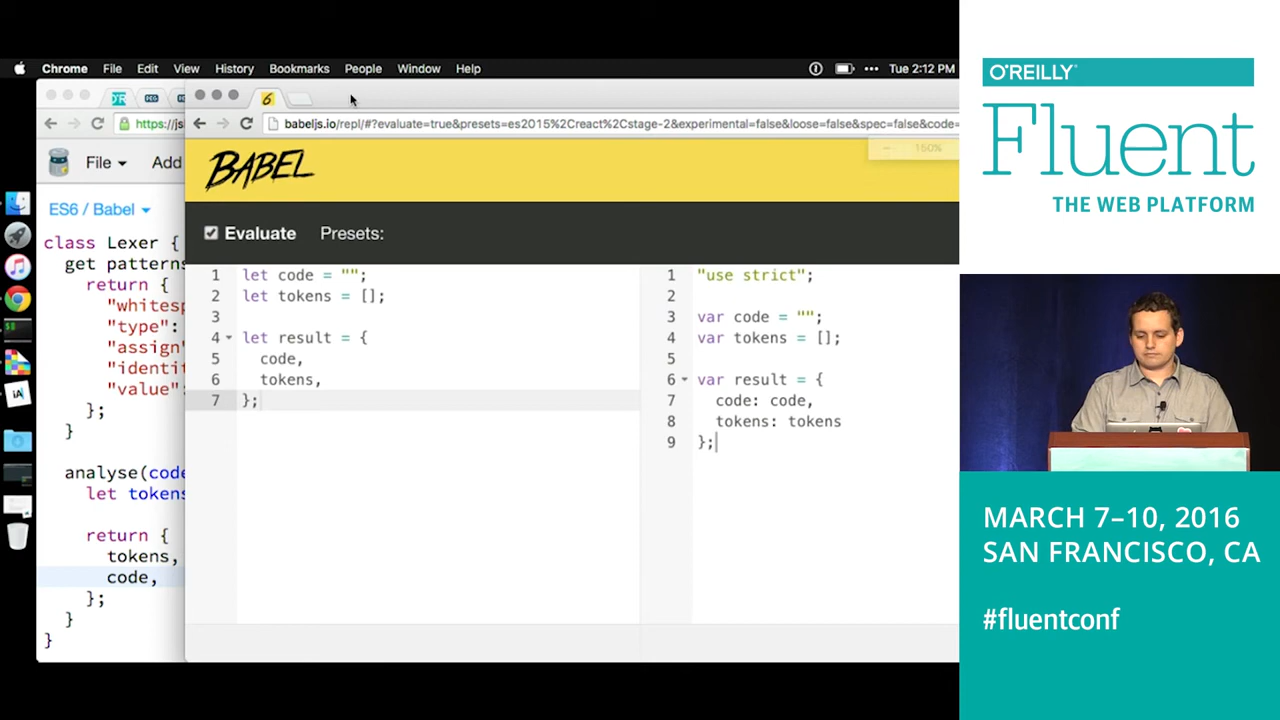 Chrome File Edit View History Bookmarks People Window Help Tue 2:12 PM
6
https://js
babeljs.io/repl/#?evaluate=true&presets=es2015%2Creact%2Cstage-2&experimental=false&loose=false&spec=false&code=
File Add
BABEL
150%
ES6 / Babel
Evaluate Presets:
class Lexer {
get patterns
return {
"whitesp
"type":
"assign"
"identi
"value":
};
}
analyse(code
let tokens
return {
tokens,
code,
};
}
}
1 let code = "";
2 let tokens = [];
3
4 let result = {
5 code,
6 tokens,
7 };
1 "use strict";
2
3 var code = "";
4 var tokens = [];
5
6 var result = {
7 code: code,
8 tokens: tokens
9 };
iA
O'REILLY®
Fluent
THE WEB PLATFORM
MARCH 7–10, 2016
SAN FRANCISCO, CA
#fluentconf